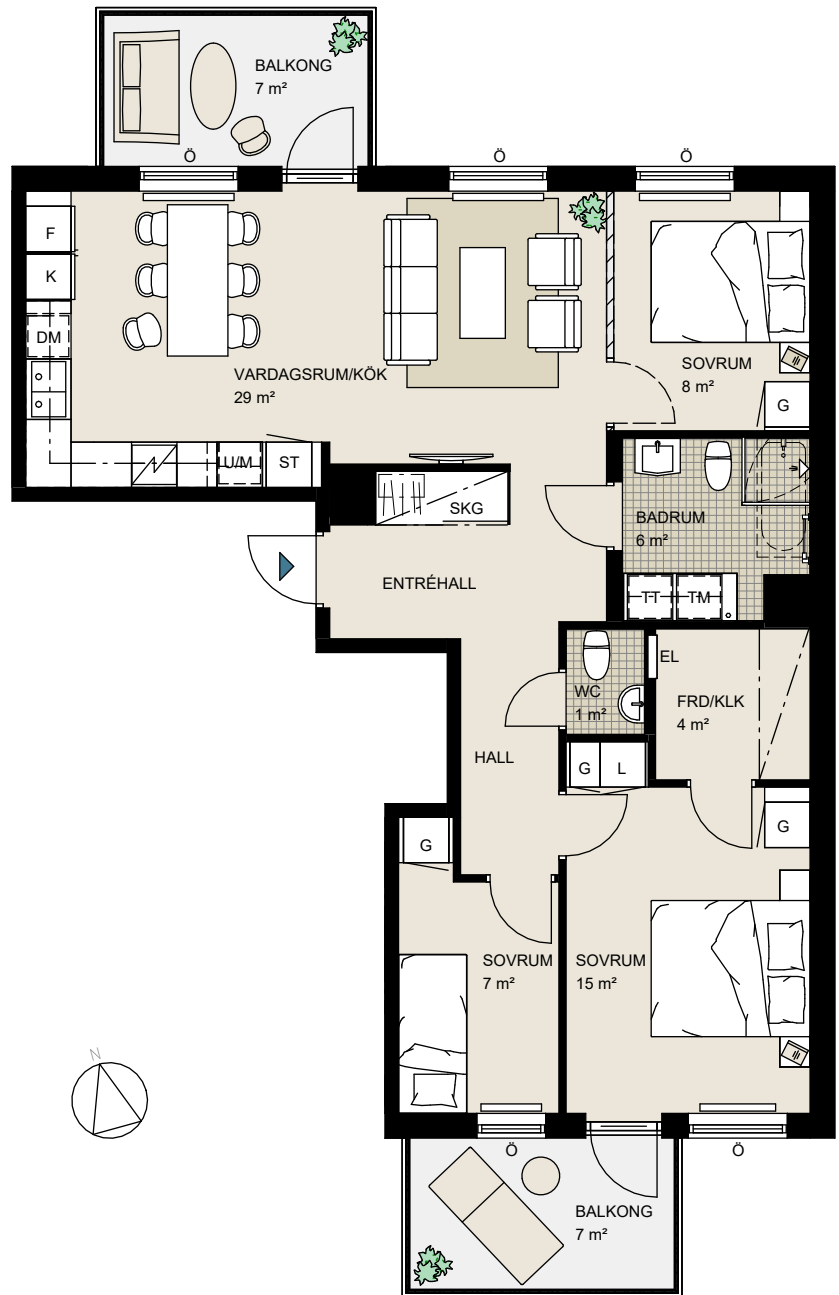 BALKONG
7 m²
Ö
Ö
Ö
F
K
DM
VARDAGSRUM/KÖK
29 m²
SOVRUM
8 m²
G
U/M
ST
SKG
BADRUM
6 m²
ENTRÉHALL
TT
TM
EL
WC
1 m²
FRD/KLK
4 m²
HALL
G
L
G
G
SOVRUM
7 m²
SOVRUM
15 m²
N
Ö
Ö
BALKONG
7 m²